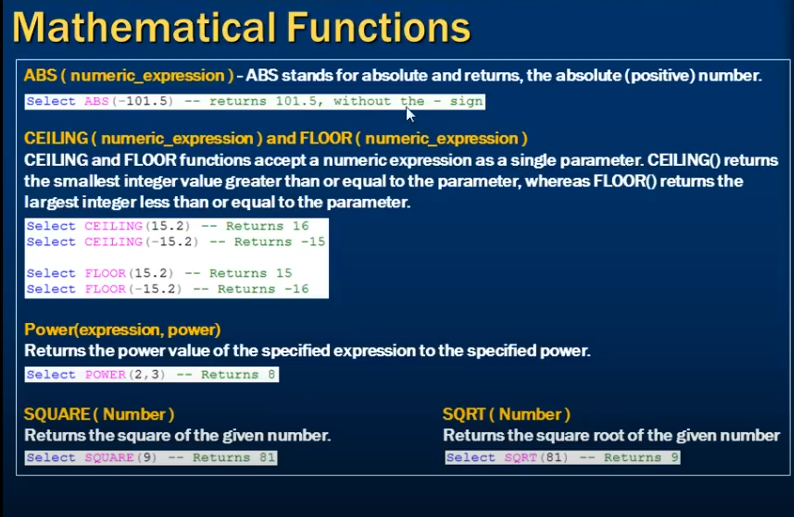 Mathematical Functions
ABS ( numeric_expression ) - ABS stands for absolute and returns, the absolute (positive) number.
Select ABS(-101.5) -- returns 101.5, without the - sign
CEILING ( numeric_expression ) and FLOOR ( numeric_expression )
CEILING and FLOOR functions accept a numeric expression as a single parameter. CEILING() returns
the smallest integer value greater than or equal to the parameter, whereas FLOOR() returns the
largest integer less than or equal to the parameter.
Select CEILING(15.2) -- Returns 16
Select CEILING(-15.2) -- Returns -15
Select FLOOR(15.2) -- Returns 15
Select FLOOR(-15.2) -- Returns -16
Power(expression, power)
Returns the power value of the specified expression to the specified power.
Select POWER(2,3) -- Returns 8
SQUARE ( Number )
Returns the square of the given number.
Select SQUARE(9) -- Returns 81
SQRT ( Number )
Returns the square root of the given number
Select SQRT(81) -- Returns 9